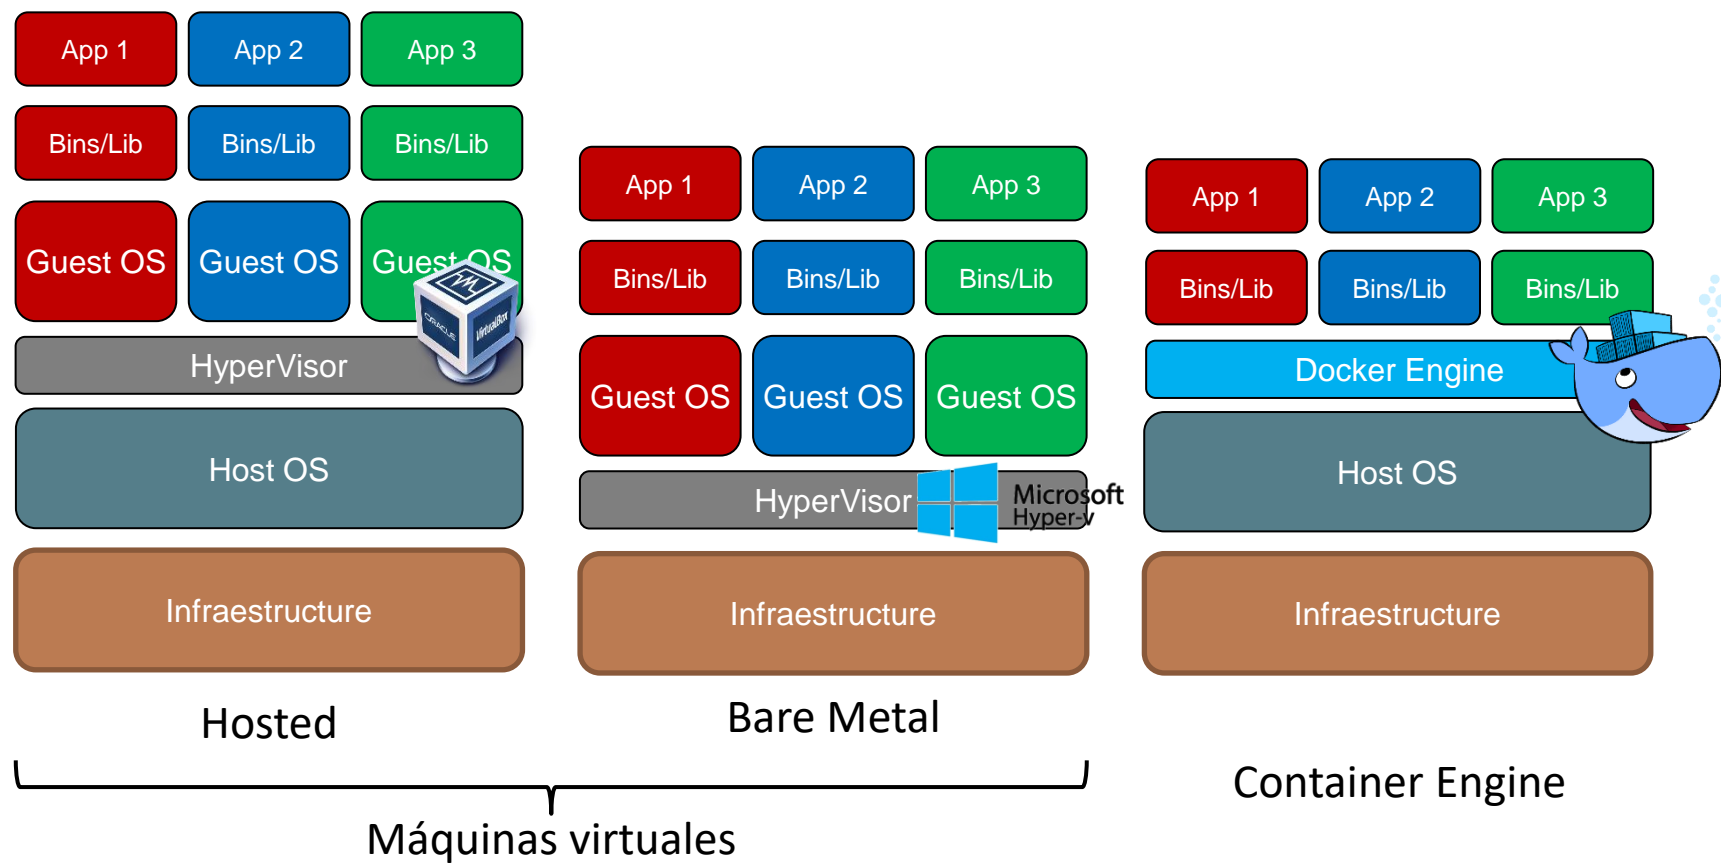 App 1
App 2
App 3
Bins/Lib
Bins/Lib
Bins/Lib
Guest OS
Guest OS
Guest OS
ORACLE
VirtualBox
HyperVisor
Host OS
Infraestructure
Hosted
App 1
App 2
App 3
Bins/Lib
Bins/Lib
Bins/Lib
Guest OS
Guest OS
Guest OS
HyperVisor
Microsoft
Hyper-v
Infraestructure
Bare Metal
Máquinas virtuales
App 1
App 2
App 3
Bins/Lib
Bins/Lib
Bins/Lib
Docker Engine
Host OS
Infraestructure
Container Engine